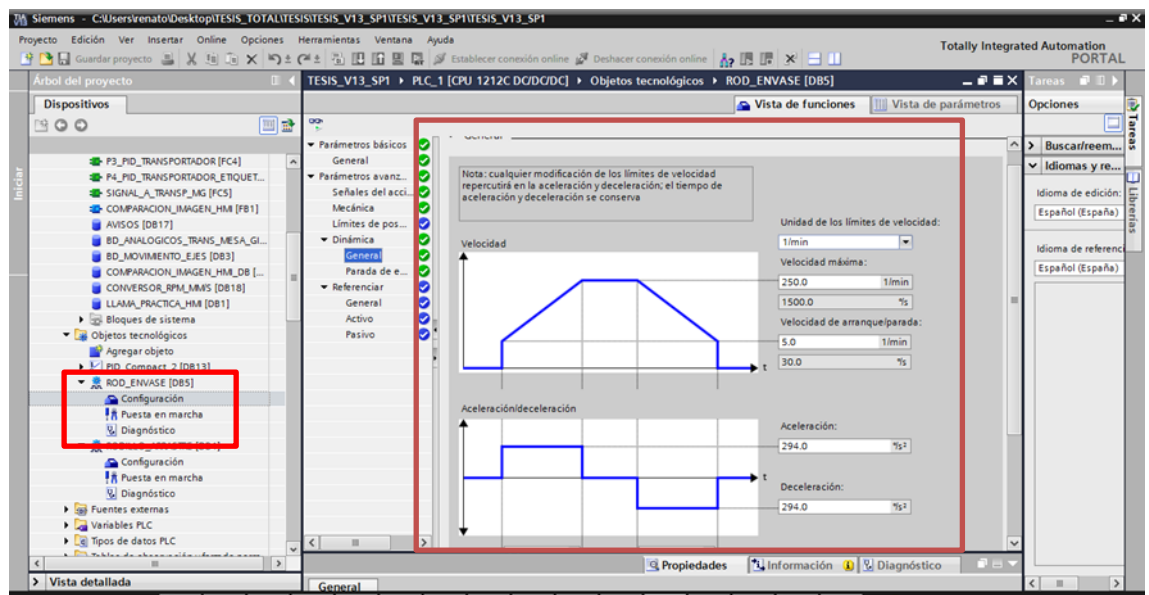 Siemens - C:\Users\renato\Desktop\TESIS_TOTAL\TESIS\TESIS_V13_SP1\TESIS_V13_SP1\TESIS_V13_SP1
Proyecto Edición Ver Insertar Online Opciones Herramientas Ventana Ayuda
Totally Integrated Automation
PORTAL
Guardar proyecto
Establecer conexión online
Deshacer conexión online
Árbol del proyecto
TESIS_V13_SP1 PLC_1 [CPU 1212C DC/DC/DC] Objetos tecnológicos ROD_ENVASE [DB5]
Tareas
Dispositivos
Vista de funciones
Vista de parámetros
Opciones
Iniciar
P3_PID_TRANSPORTADOR [FC4]
P4_PID_TRANSPORTADOR_ETIQUET...
SIGNAL_A_TRANSP_MG [FC5]
COMPARACION_IMAGEN_HMI [FB1]
AVISOS [DB17]
BD_ANALOGICOS_TRANS_MESA_GI...
BD_MOVIMIENTO_EJES [DB3]
COMPARACION_IMAGEN_HMI_DB [...
CONVERSOR_RPM_MM/S [DB18]
LLAMA_PRACTICA_HMI [DB1]
Bloques de sistema
Objetos tecnológicos
Agregar objeto
PID_Compact_2 [DB13]
ROD_ENVASE [DB5]
Configuración
Puesta en marcha
Diagnóstico
Configuración
Puesta en marcha
Diagnóstico
Fuentes externas
Variables PLC
Tipos de datos PLC
Vista detallada
Parámetros básicos
General
Parámetros avanz...
Señales del acci...
Mecánica
Límites de pos...
Dinámica
General
Parada de e...
Referenciar
General
Activo
Pasivo
General
Nota: cualquier modificación de los límites de velocidad
repercutirá en la aceleración y deceleración; el tiempo de
aceleración y deceleración se conserva
Velocidad
t
Unidad de los límites de velocidad:
1/min
Velocidad máxima:
250.0 1/min
1500.0 °/s
Velocidad de arranque/parada:
5.0 1/min
30.0 °/s
Aceleración/deceleración
t
Aceleración:
294.0 °/s²
Deceleración:
294.0 °/s²
Propiedades
Información
Diagnóstico
General
Buscar/reem...
Idiomas y re...
Idioma de edición:
Español (España)
Idioma de referenci
Español (España)
Tareas
Librerías